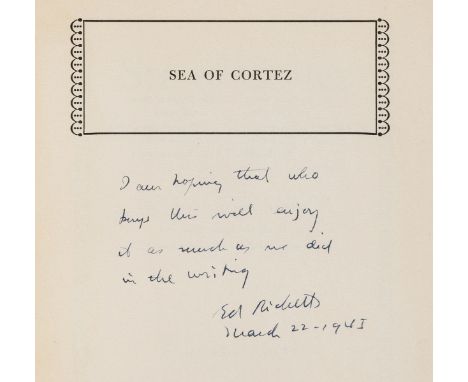 SEA OF CORTEZ
I am hoping that who
buys this will enjoy
it as much as we did
in the writing
Ed Ricketts
March 22-1941